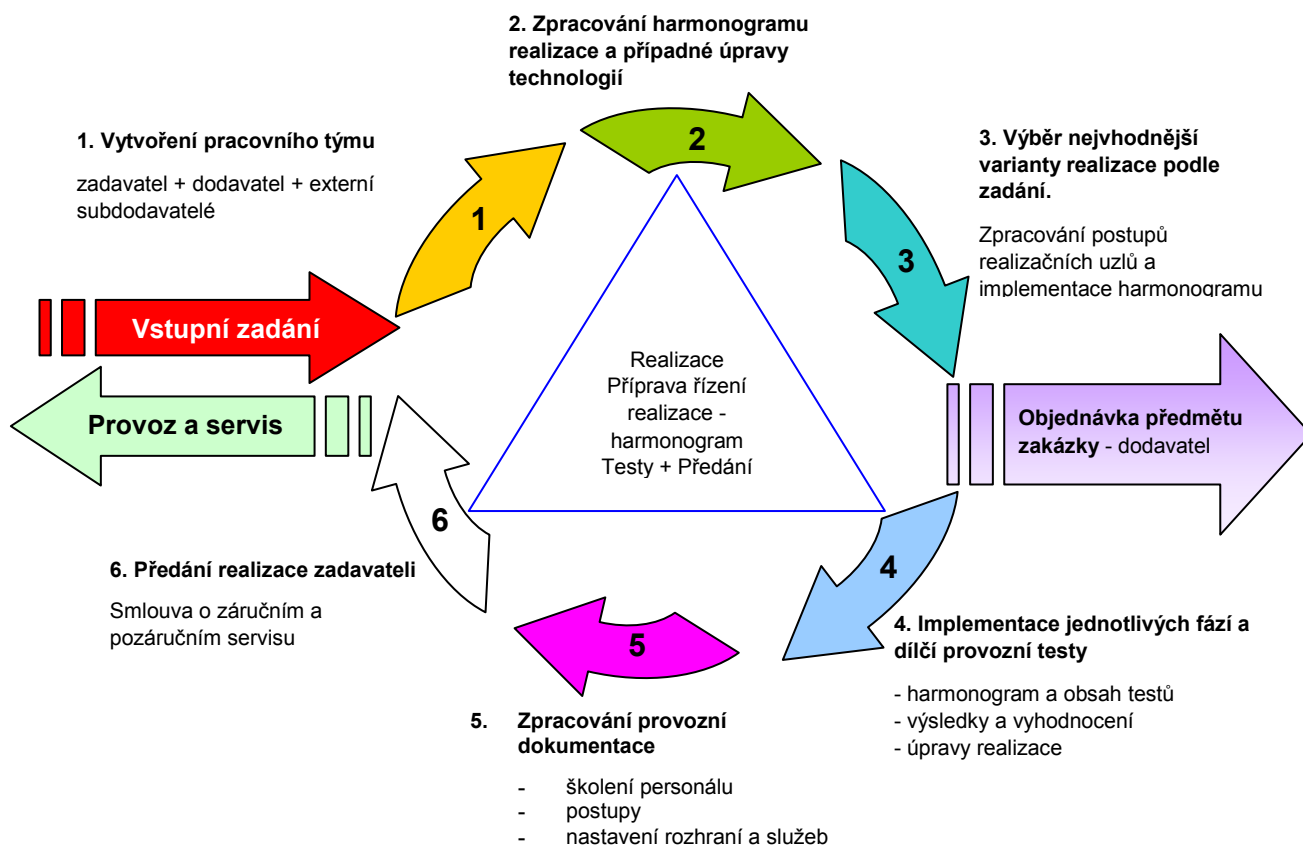 2. Zpracování harmonogramu
realizace a případné úpravy
technologií
1. Vytvoření pracovního týmu
zadavatel + dodavatel + externí
subdodavatelé
3. Výběr nejvhodnější
varianty realizace podle
zadání.
Zpracování postupů
realizačních uzlů a
implementace harmonogramu
1
2
3
Vstupní zadání
Provoz a servis
Realizace
Příprava řízení
realizace -
harmonogram
Testy + Předání
Objednávka předmětu
zakázky - dodavatel
6
4
5
6. Předání realizace zadavateli
Smlouva o záručním a
pozáručním servisu
4. Implementace jednotlivých fází a
dílčí provozní testy
- harmonogram a obsah testů
- výsledky a vyhodnocení
- úpravy realizace
5. Zpracování provozní
dokumentace
- školení personálu
- postupy
- nastavení rozhraní a služeb